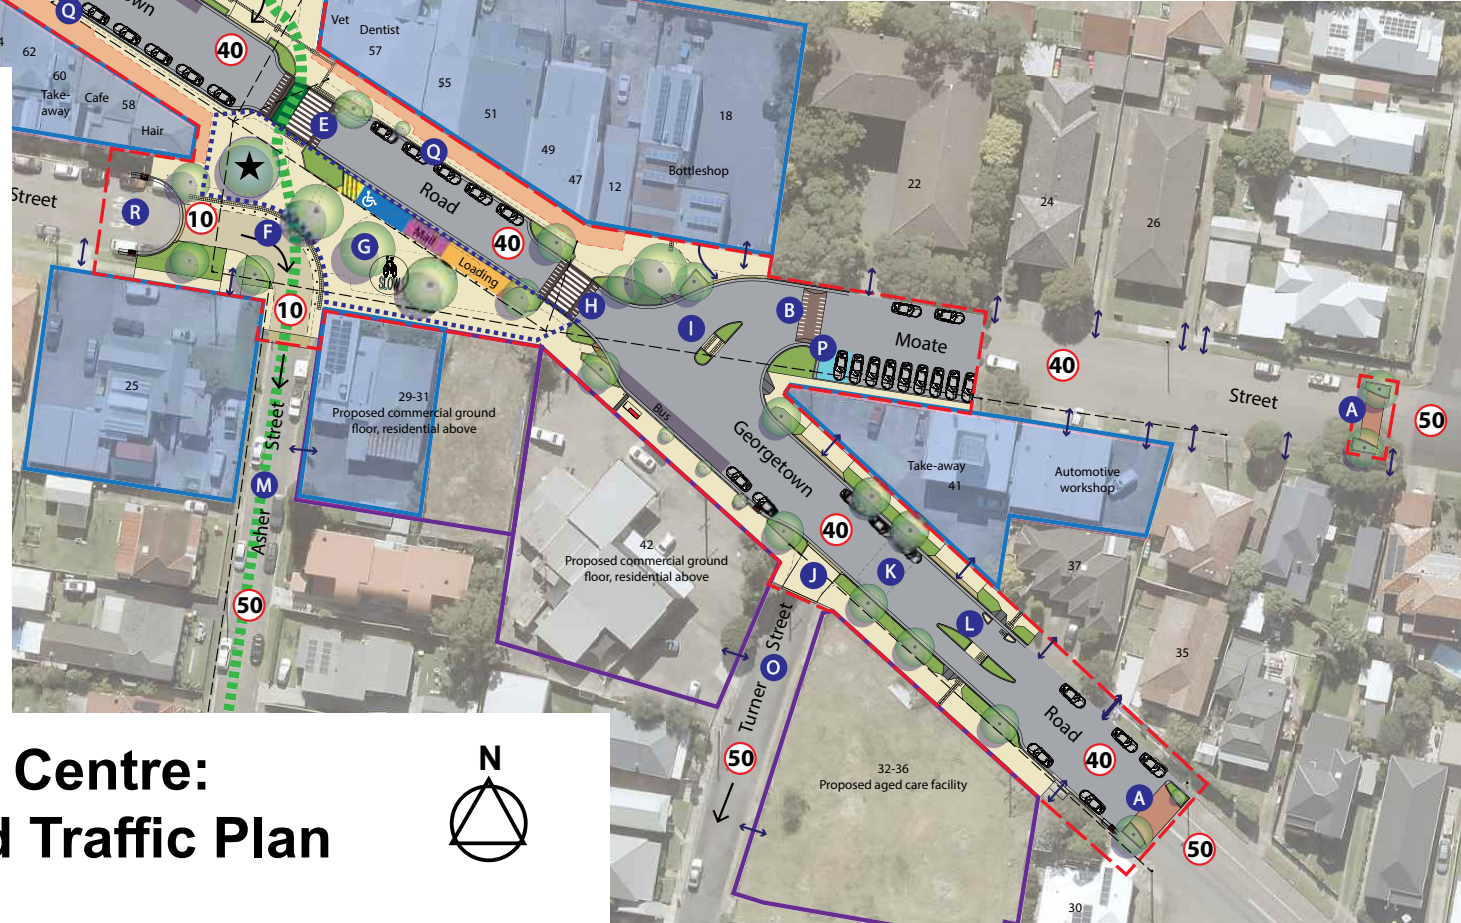 Q
own
40
Vet
Dentist
57
4
62
60
Take-
away
Cafe
58
Hair
55
51
49
47
12
18
Bottleshop
E
Q
Road
40
22
24
26
Street
R
10
F
G
Mail
Loading
SLOW
H
10
I
B
P
Moate
40
Street
A
50
25
29-31
Proposed commercial ground
floor, residential above
Bus
Georgetown
Take-away
41
Automotive
workshop
Asher Street
M
50
42
Proposed commercial ground
floor, residential above
40
K
J
37
L
35
Turner Street
O
50
Road
40
32-36
Proposed aged care facility
A
50
30
Centre:
d Traffic Plan
N